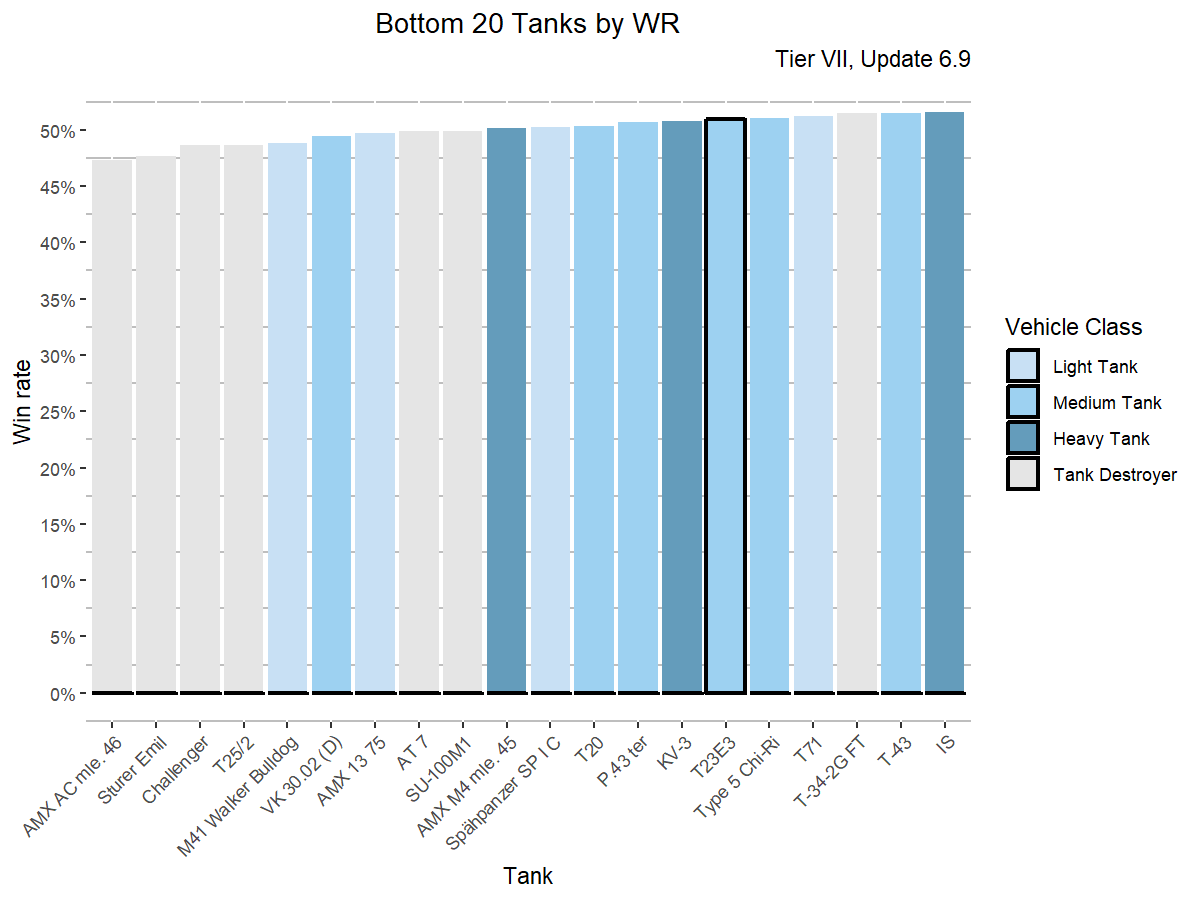 Bottom 20 Tanks by WR
Tier VII, Update 6.9
Win rate
50%
45%
40%
35%
30%
25%
20%
15%
10%
5%
0%
AMX AC mle. 46
Sturer Emil
Challenger
T25/2
M41 Walker Bulldog
VK 30.02 (D)
AMX 13 75
AT 7
SU-100M1
AMX M4 mle. 45
Spähpanzer SP I C
T20
P.43 ter
KV-3
T23E3
Type 5 Chi-Ri
T71
T-34-2G FT
T-43
IS
Tank
Vehicle Class
Light Tank
Medium Tank
Heavy Tank
Tank Destroyer